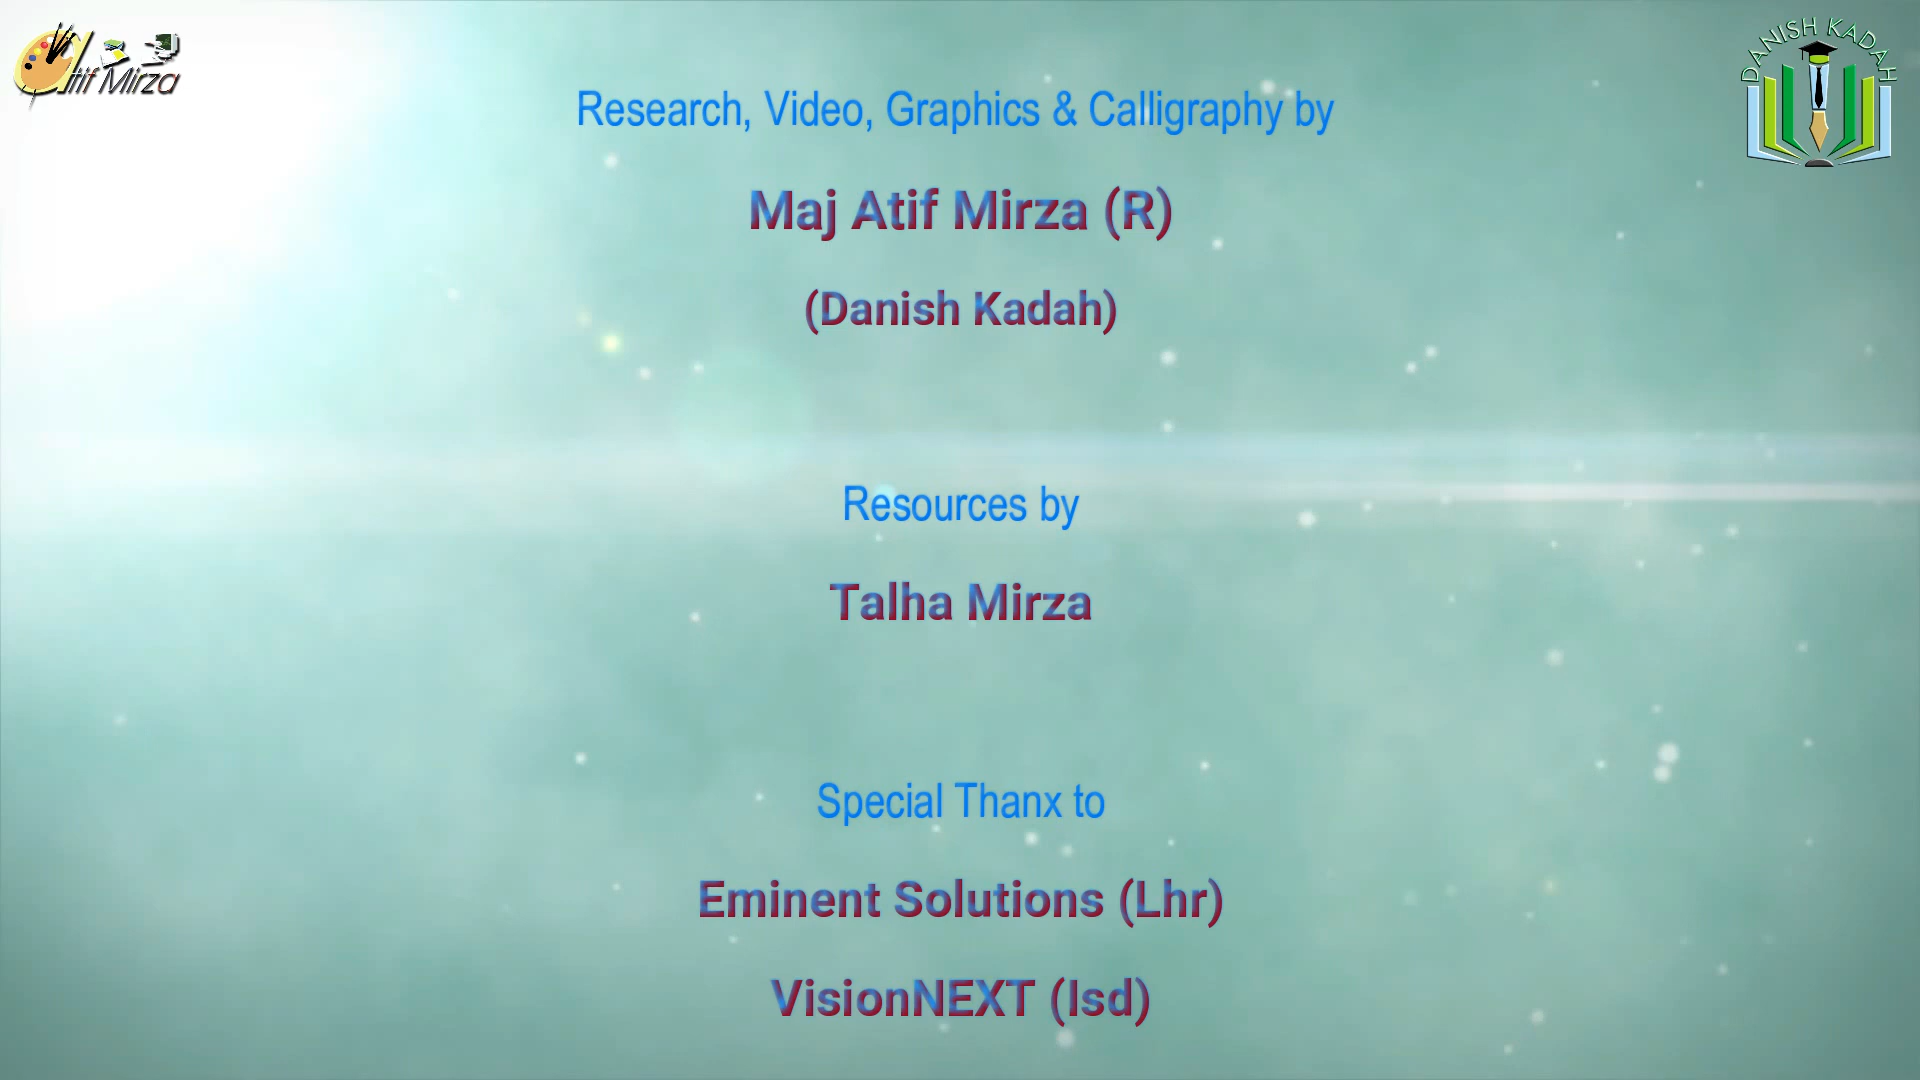 Atif Mirza
DANISH KADAH
Research, Video, Graphics & Calligraphy by
Maj Atif Mirza (R)
(Danish Kadah)
Resources by
Talha Mirza
Special Thanx to
Eminent Solutions (Lhr)
VisionNEXT (Isd)